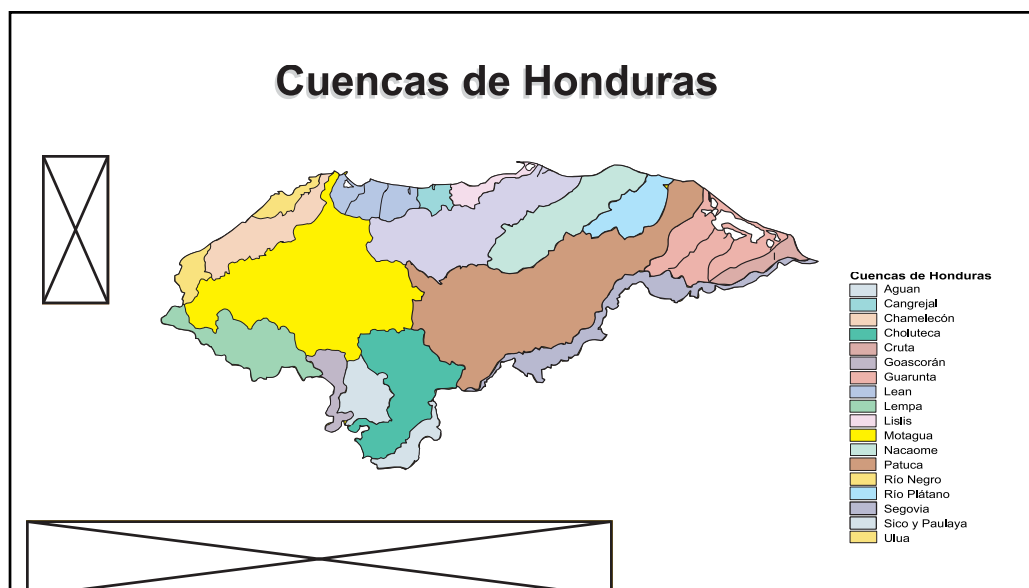 Cuencas de Honduras
Cuencas de Honduras
Aguan
Cangrejal
Chamelecón
Choluteca
Cruta
Goascorán
Guarunta
Lean
Lempa
Lislis
Motagua
Nacaome
Patuca
Río Negro
Río Plátano
Segovia
Sico y Paulaya
Ulua